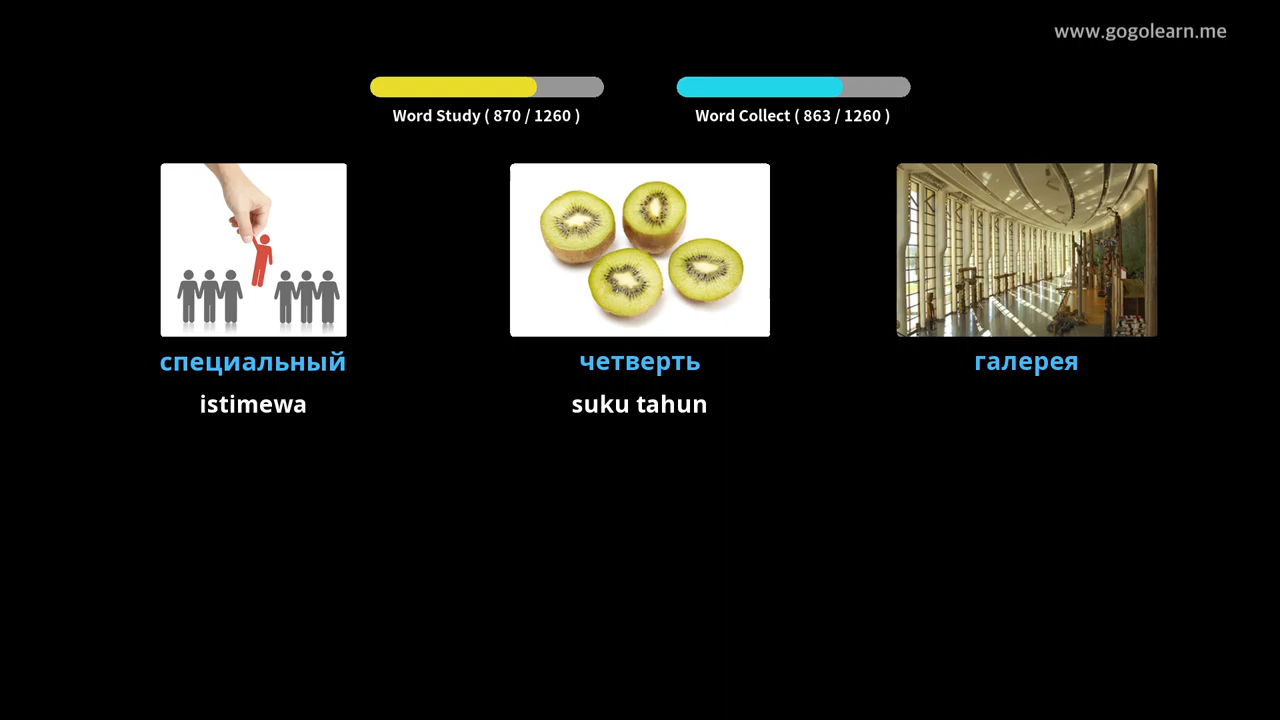 www.gogolearn.me
Word Study ( 870 / 1260 )
Word Collect ( 863 / 1260 )
специальный
четверть
галерея
istimewa
suku tahun